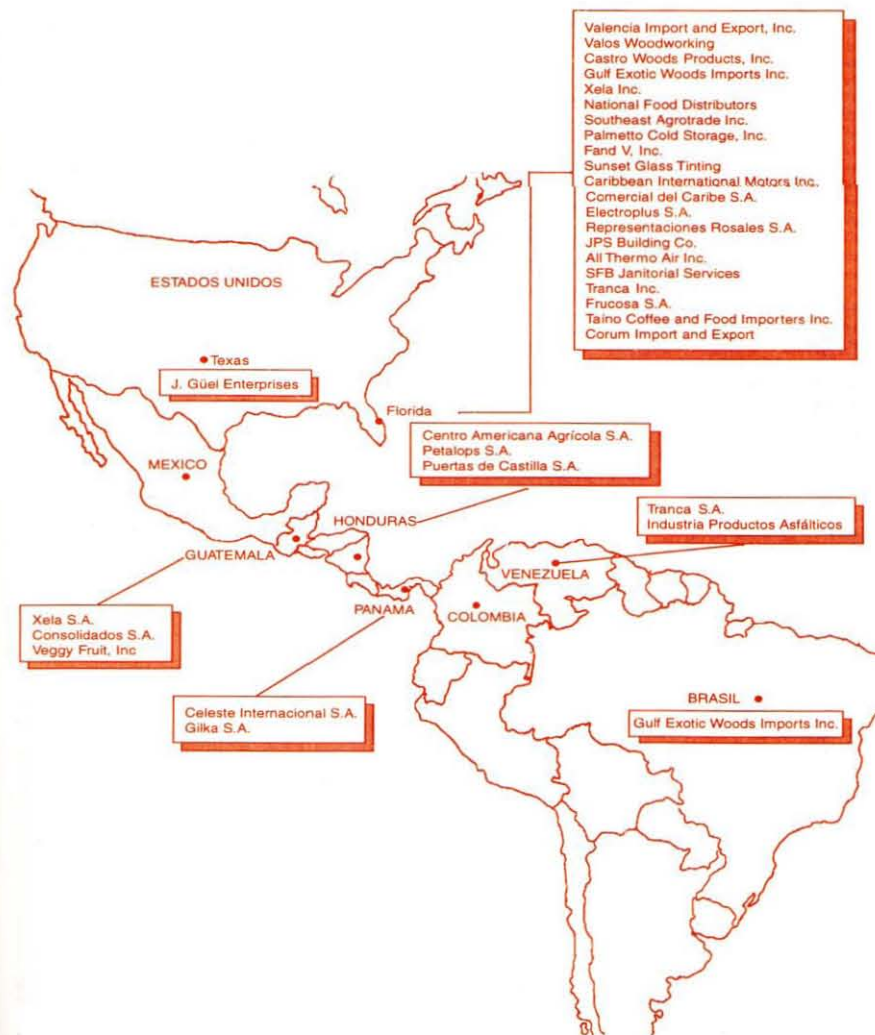 Valencia Import and Export, Inc.
Valos Woodworking
Castro Woods Products, Inc.
Gulf Exotic Woods Imports Inc.
Xela Inc.
National Food Distributors
Southeast Agrotrade Inc.
Palmetto Cold Storage, Inc.
Fand V, Inc.
Sunset Glass Tinting
Caribbean International Motors Inc.
Comercial del Caribe S.A.
Electroplus S.A.
Representaciones Rosales S.A.
JPS Building Co.
All Thermo Air Inc.
SFB Janitorial Services
Tranca Inc.
Frucosa S.A.
Taíno Coffee and Food Importers Inc.
Corum Import and Export
ESTADOS UNIDOS
Texas
J. Güel Enterprises
Florida
Centro Americana Agrícola S.A.
Petalops S.A.
Puertas de Castilla S.A.
MEXICO
HONDURAS
Tranca S.A.
Industria Productos Asfálticos
GUATEMALA
VENEZUELA
PANAMA
COLOMBIA
Xela S.A.
Consolidados S.A.
Veggy Fruit, Inc
Celeste Internacional S.A.
Gilka S.A.
BRASIL
Gulf Exotic Woods Imports Inc.